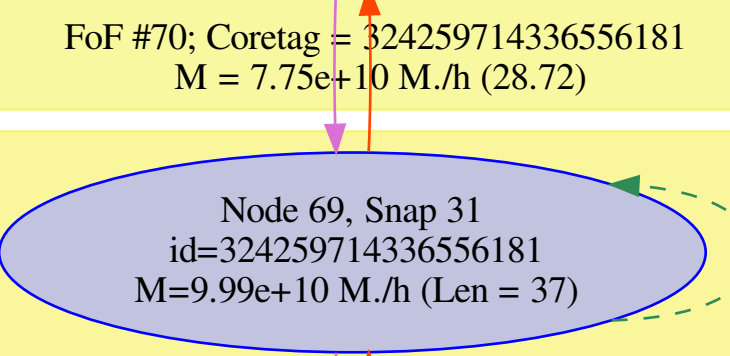 FoF #70; Coretag = 324259714336556181
M = 7.75e+10 M./h (28.72)
Node 69, Snap 31
id=324259714336556181
M=9.99e+10 M./h (Len = 37)